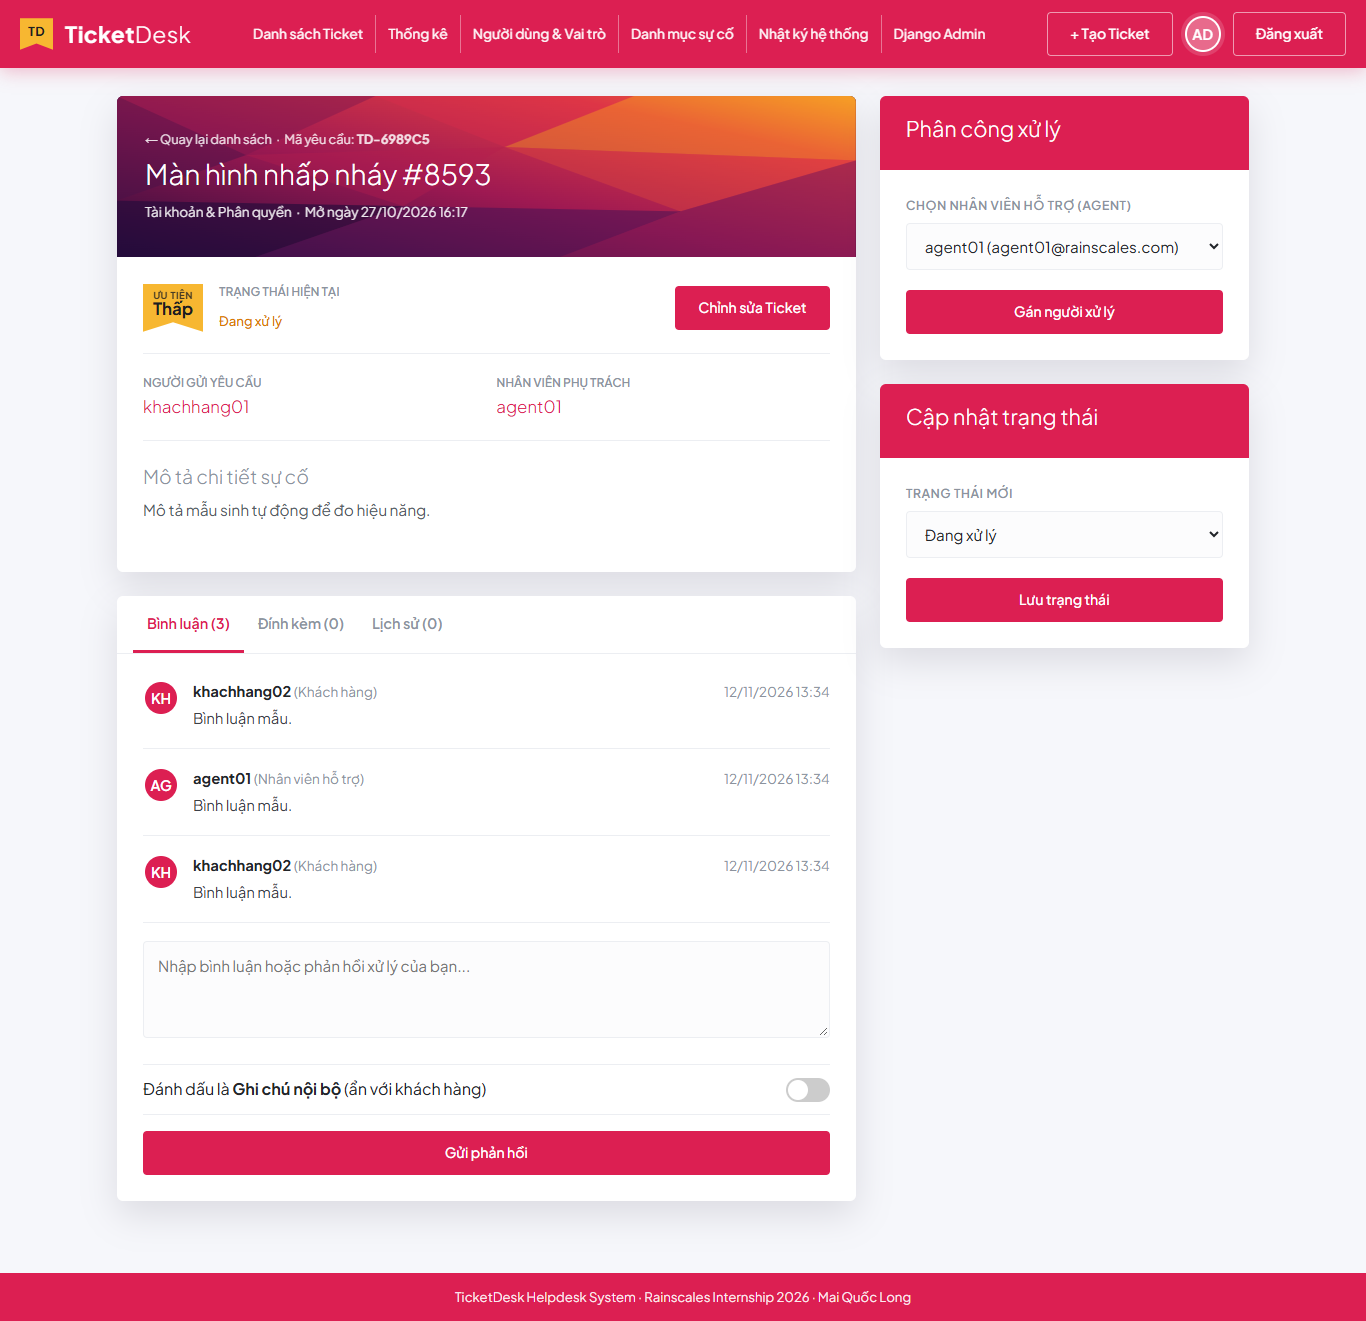 TD
TicketDesk
Danh sách Ticket
Thống kê
Người dùng & Vai trò
Danh mục sự cố
Nhật ký hệ thống
Django Admin
+ Tạo Ticket
AD
Đăng xuất
← Quay lại danh sách · Mã yêu cầu: TD-6989C5
Màn hình nhấp nháy #8593
Tài khoản & Phân quyền · Mở ngày 27/10/2026 16:17
ƯU TIÊN
Thấp
TRẠNG THÁI HIỆN TẠI
Đang xử lý
Chỉnh sửa Ticket
NGƯỜI GỬI YÊU CẦU
khachhang01
NHÂN VIÊN PHỤ TRÁCH
agent01
Mô tả chi tiết sự cố
Mô tả mẫu sinh tự động để đo hiệu năng.
Bình luận (3)
Đính kèm (0)
Lịch sử (0)
KH
khachhang02 (Khách hàng)
12/11/2026 13:34
Bình luận mẫu.
AG
agent01 (Nhân viên hỗ trợ)
12/11/2026 13:34
Bình luận mẫu.
KH
khachhang02 (Khách hàng)
12/11/2026 13:34
Bình luận mẫu.
Nhập bình luận hoặc phản hồi xử lý của bạn...
Đánh dấu là Ghi chú nội bộ (ẩn với khách hàng)
Gửi phản hồi
Phân công xử lý
CHỌN NHÂN VIÊN HỖ TRỢ (AGENT)
agent01 (agent01@rainscales.com)
Gán người xử lý
Cập nhật trạng thái
TRẠNG THÁI MỚI
Đang xử lý
Lưu trạng thái
TicketDesk Helpdesk System · Rainscales Internship 2026 · Mai Quốc Long